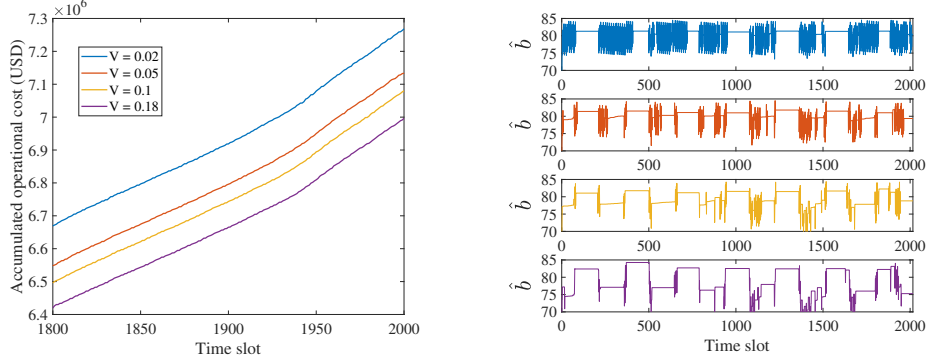 ×10⁶
7.3
7.2
7.1
7
6.9
6.8
6.7
6.6
6.5
6.4
Accumulated operational cost (USD)
V = 0.02
V = 0.05
V = 0.1
V = 0.18
1800 1850 1900 1950 2000
Time slot
85
80
75
70
b̂
0 500 1000 1500 2000
85
80
75
70
b̂
0 500 1000 1500 2000
85
80
75
70
b̂
0 500 1000 1500 2000
85
80
75
70
b̂
0 500 1000 1500 2000
Time slot